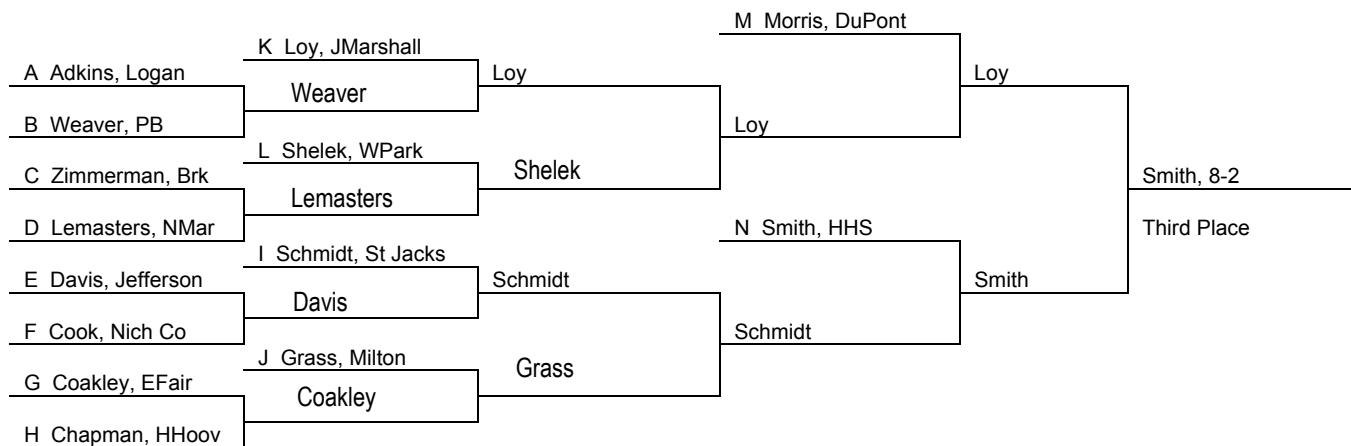 M Morris, DuPont
K Loy, JMarshall
A Adkins, Logan
Loy
Loy
Weaver
B Weaver, PB
Loy
L Shelek, WPark
C Zimmerman, Brk
Shelek
Smith, 8-2
Lemasters
D Lemasters, NMar
N Smith, HHS
Third Place
I Schmidt, St Jacks
E Davis, Jefferson
Schmidt
Smith
Davis
F Cook, Nich Co
Schmidt
J Grass, Milton
Grass
G Coakley, EFair
Coakley
H Chapman, HHoov